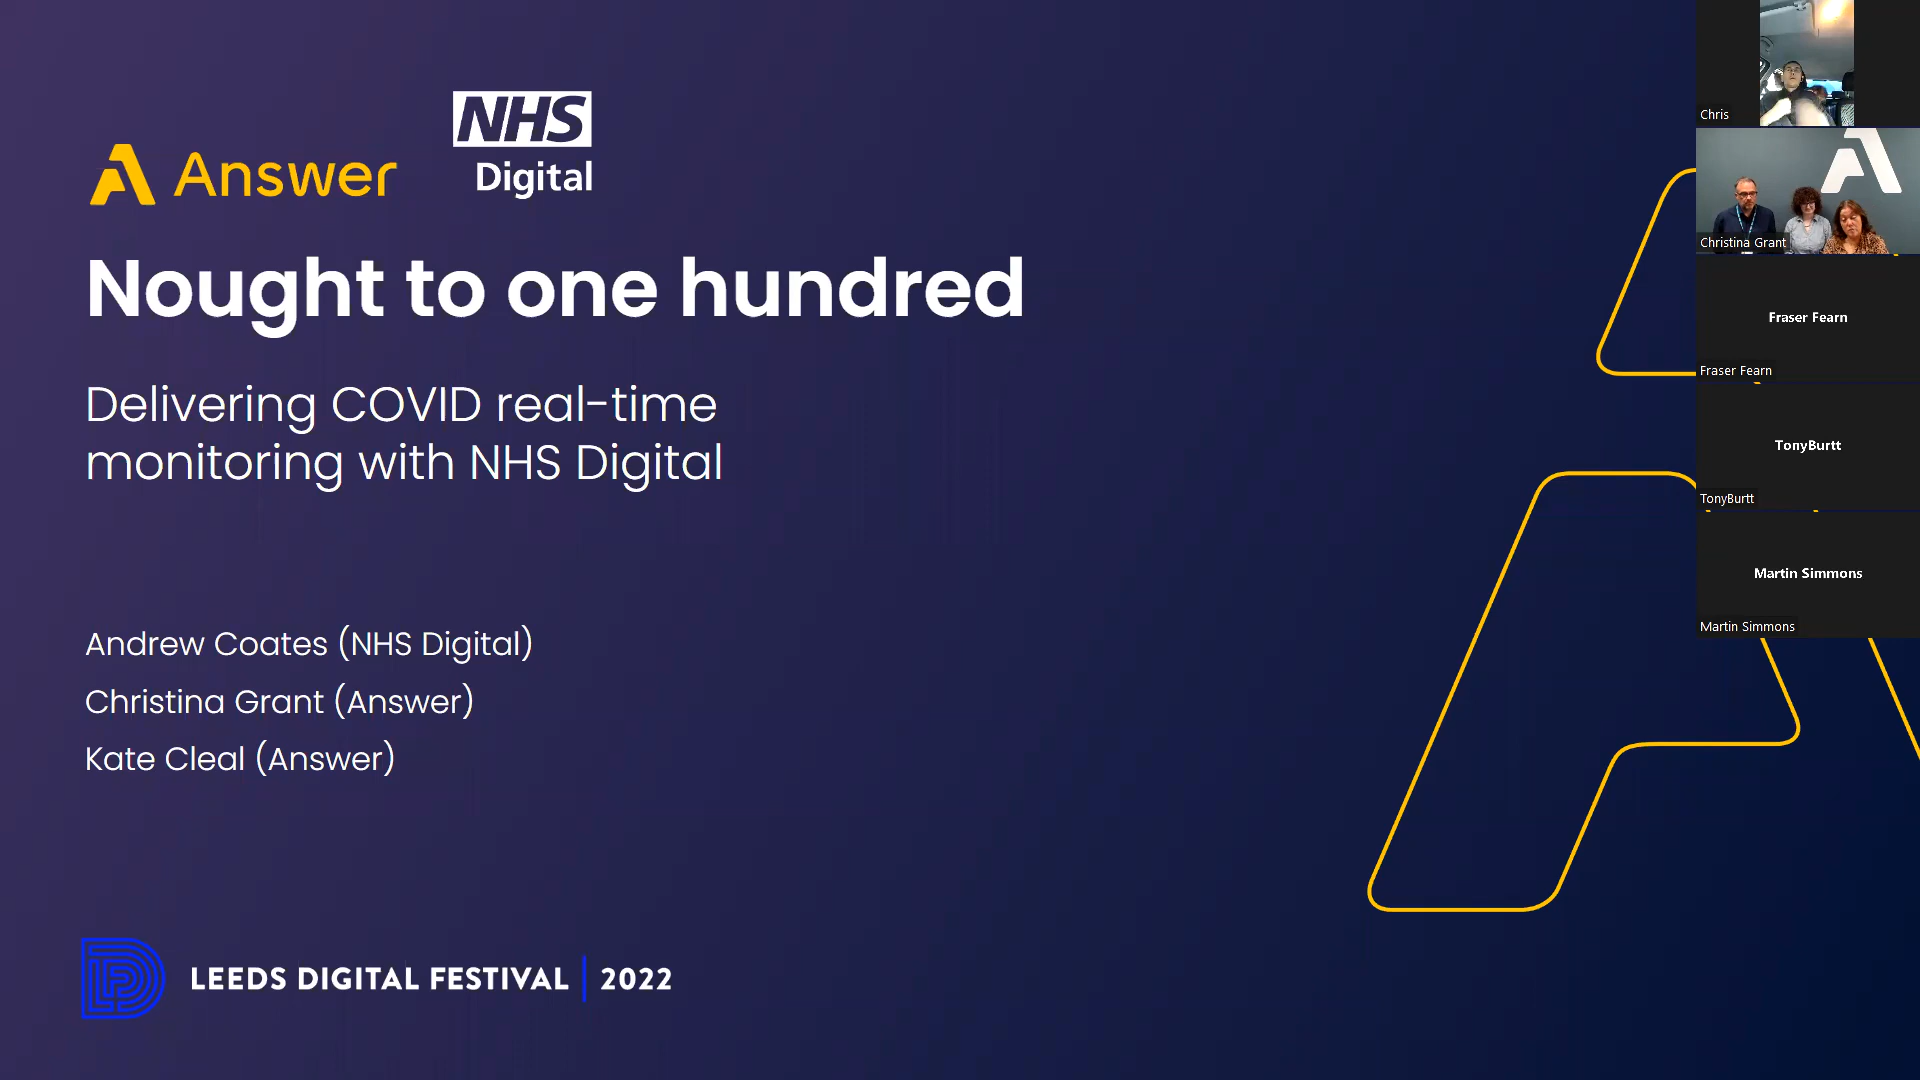 NHS
Digital
Answer
Nought to one hundred
Delivering COVID real-time
monitoring with NHS Digital
Andrew Coates (NHS Digital)
Christina Grant (Answer)
Kate Cleal (Answer)
LEEDS DIGITAL FESTIVAL | 2022
Chris
Christina Grant
Fraser Fearn
Fraser Fearn
TonyBurtt
TonyBurtt
Martin Simmons
Martin Simmons